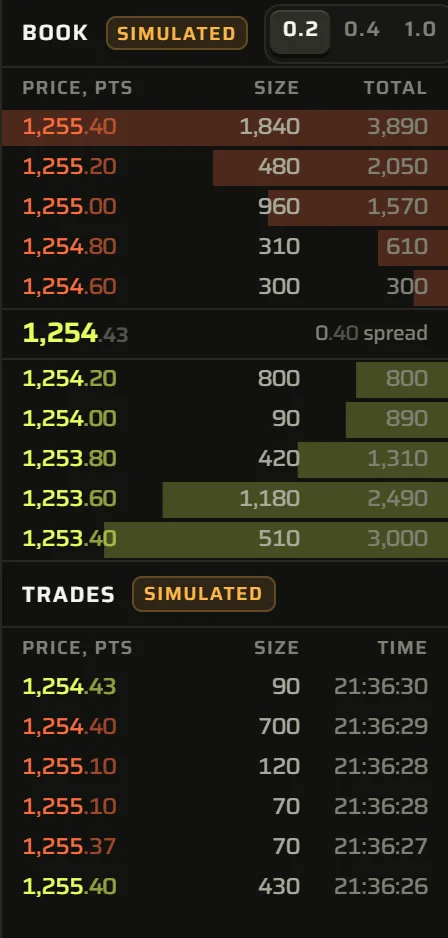 BOOK SIMULATED 0.2 0.4 1.0
PRICE, PTS SIZE TOTAL
1,255.40 1,840 3,890
1,255.20 480 2,050
1,255.00 960 1,570
1,254.80 310 610
1,254.60 300 300
1,254.43 0.40 spread
1,254.20 800 800
1,254.00 90 890
1,253.80 420 1,310
1,253.60 1,180 2,490
1,253.40 510 3,000
TRADES SIMULATED
PRICE, PTS SIZE TIME
1,254.43 90 21:36:30
1,254.40 700 21:36:29
1,255.10 120 21:36:28
1,255.10 70 21:36:28
1,255.37 70 21:36:27
1,255.40 430 21:36:26